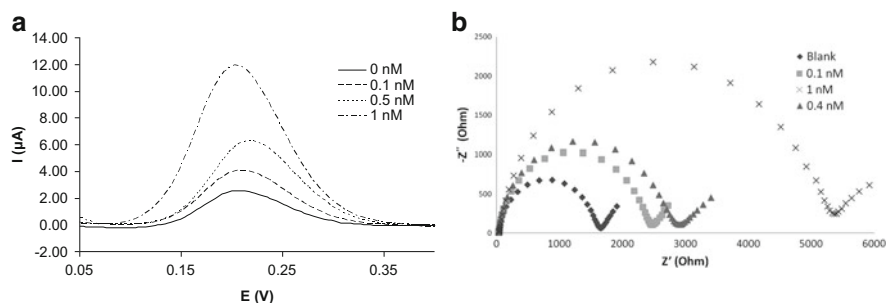 a
14.00
12.00
10.00
8.00
6.00
4.00
2.00
0.00
-2.00
I (µA)
0.05
0.15
0.25
0.35
E (V)
0 nM
0.1 nM
0.5 nM
1 nM
b
2500
2000
1500
1000
500
0
-Z'' (Ohm)
0
1000
2000
3000
4000
5000
6000
Z' (Ohm)
Blank
0.1 nM
1 nM
0.4 nM